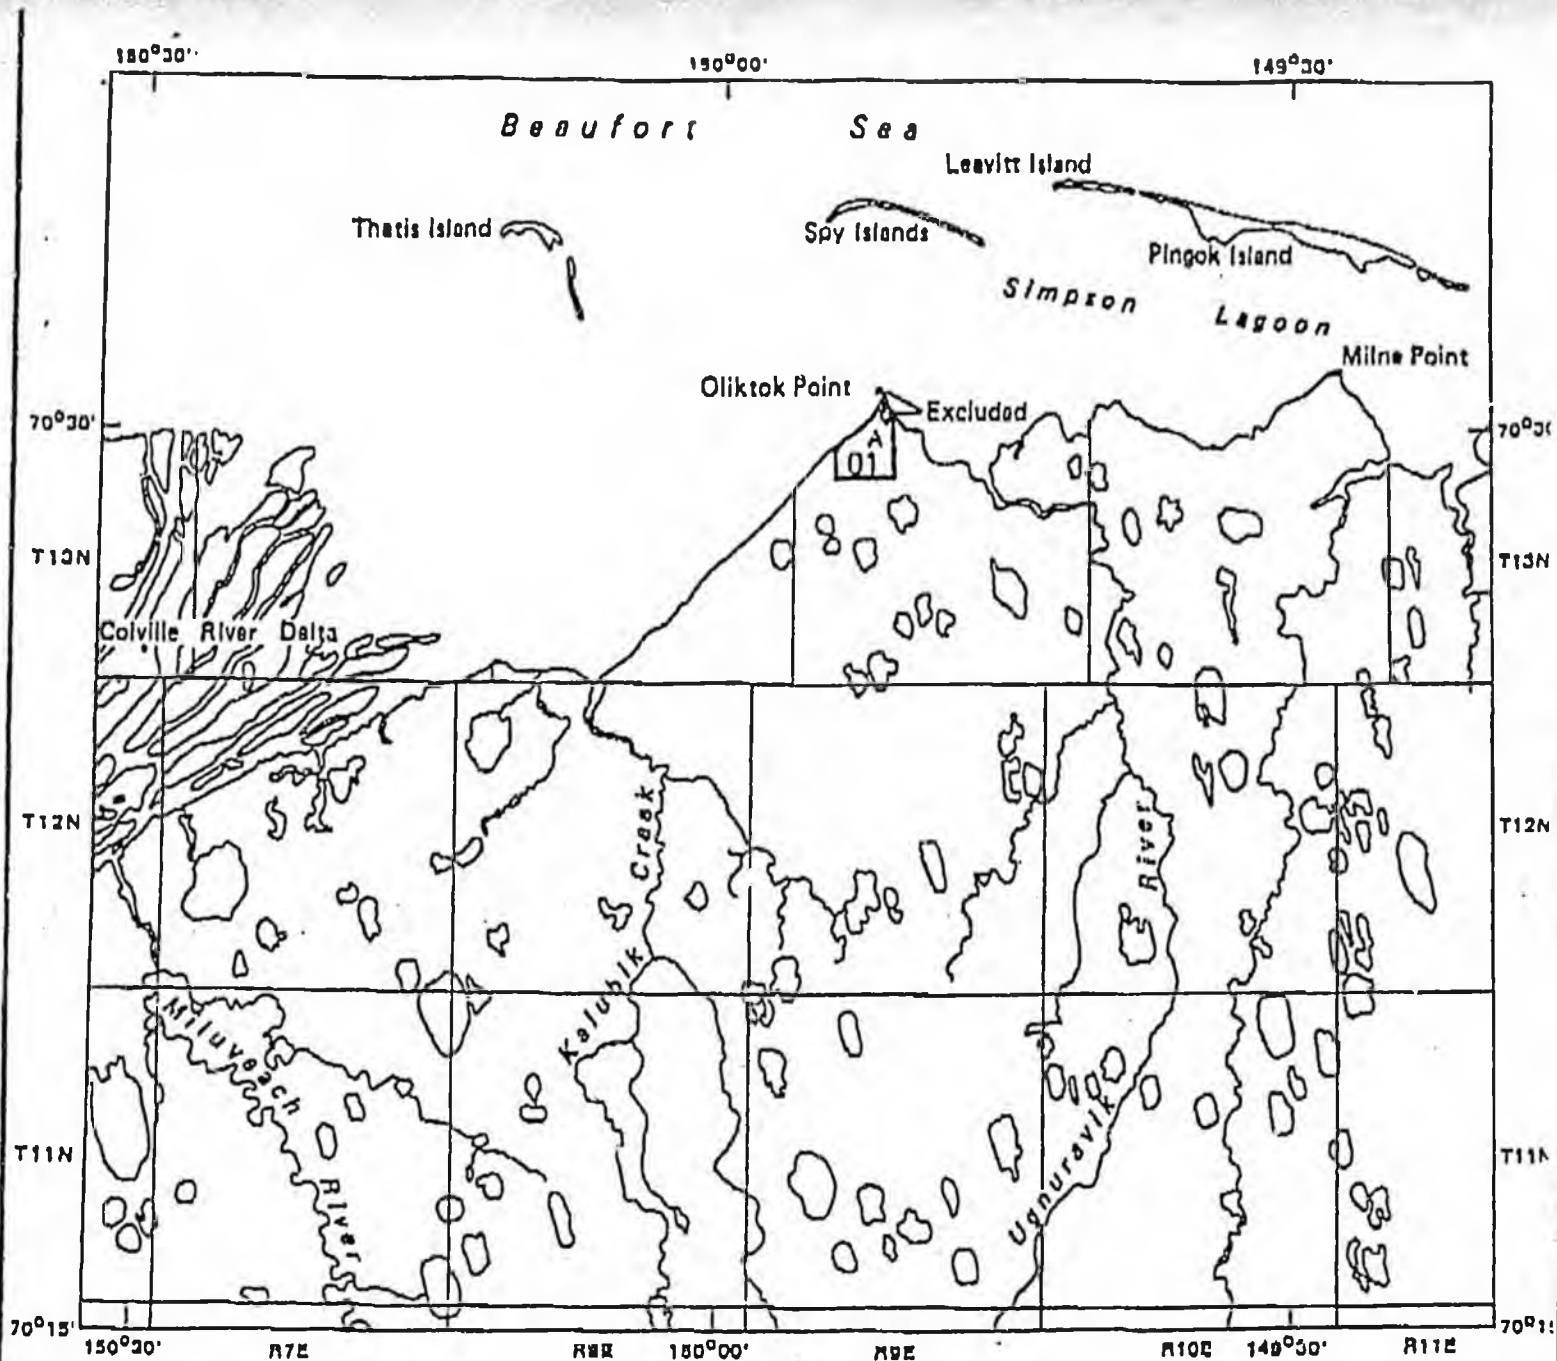 150°30'
150°00'
149°30'
Beaufort Sea
Leavitt Island
Thetis Island
Spy Islands
Pingok Island
Simpson Lagoon
Milne Point
Oliktok Point
Excluded
70°30'
70°30
A
01
T13N
T13N
Colville River Delta
T12N
T12N
Creek
River
Kalubik
Miluveach
River
Ugnuravik
T11N
T11N
70°15'
70°15
150°30'
R7E
R8E
150°00'
R9E
R10E
149°30'
R11E